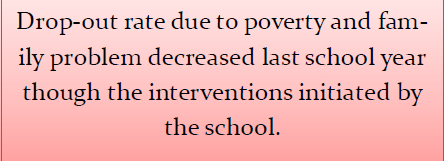 Drop-out rate due to poverty and fam-
ily problem decreased last school year
though the interventions initiated by
the school.